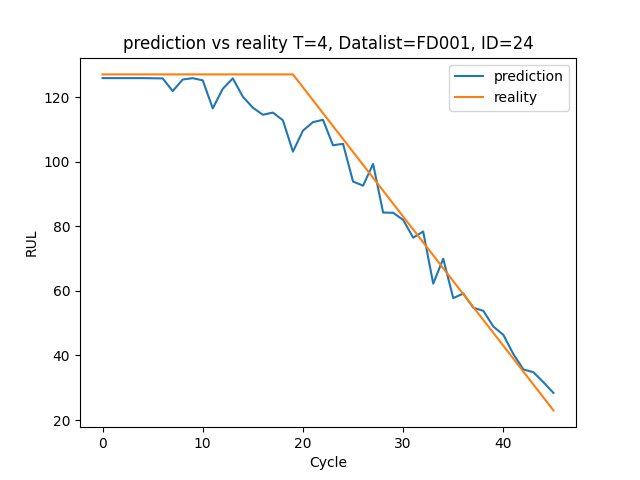 prediction vs reality T=4, Datalist=FD001, ID=24
prediction
reality
120
100
80
60
40
20
RUL
0 10 20 30 40
Cycle